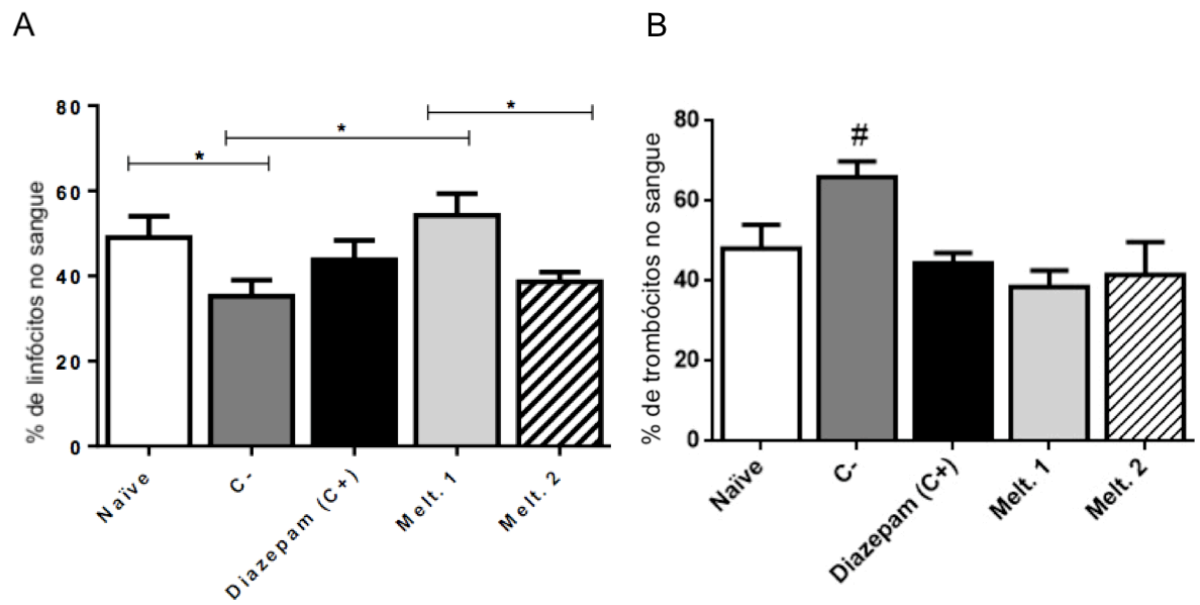 A
% de linfócitos no sangue
80
60
40
20
0
*
*
*
Naïve
C-
Diazepam (C+)
Melt. 1
Melt. 2
B
% de trombócitos no sangue
80
60
40
20
0
#
Naïve
C-
Diazepam (C+)
Melt. 1
Melt. 2